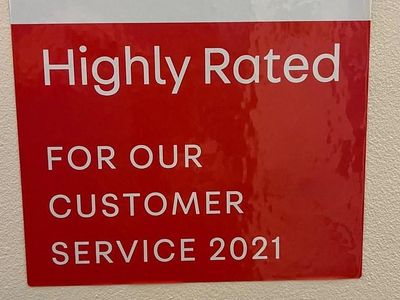 Highly Rated
FOR OUR
CUSTOMER
SERVICE 2021